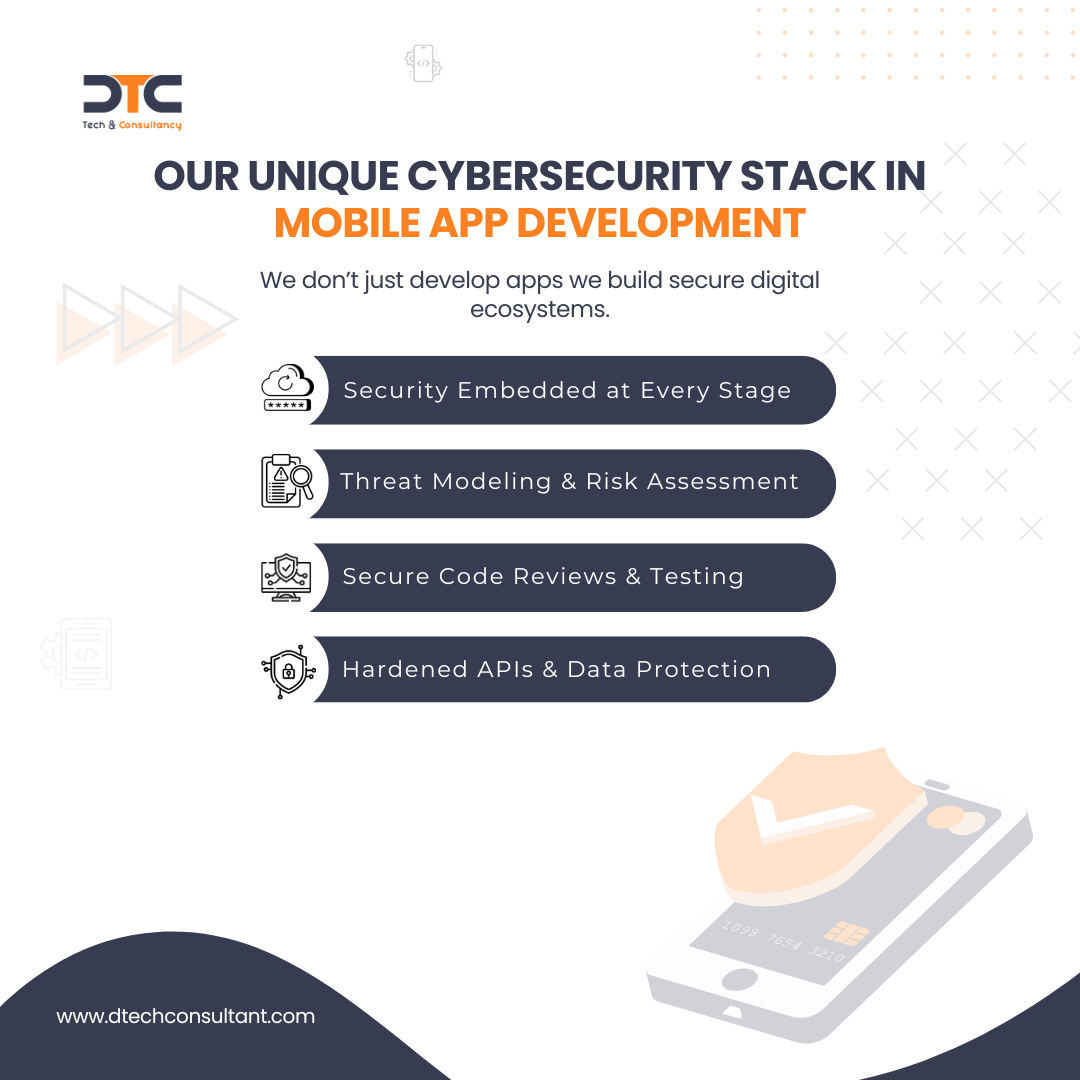 DTC
Tech & Consultancy
OUR UNIQUE CYBERSECURITY STACK IN
MOBILE APP DEVELOPMENT
We don’t just develop apps we build secure digital
ecosystems.
*****
Security Embedded at Every Stage
Threat Modeling & Risk Assessment
Secure Code Reviews & Testing
Hardened APIs & Data Protection
</>
</>
1098 7654 3210
www.dtechconsultant.com